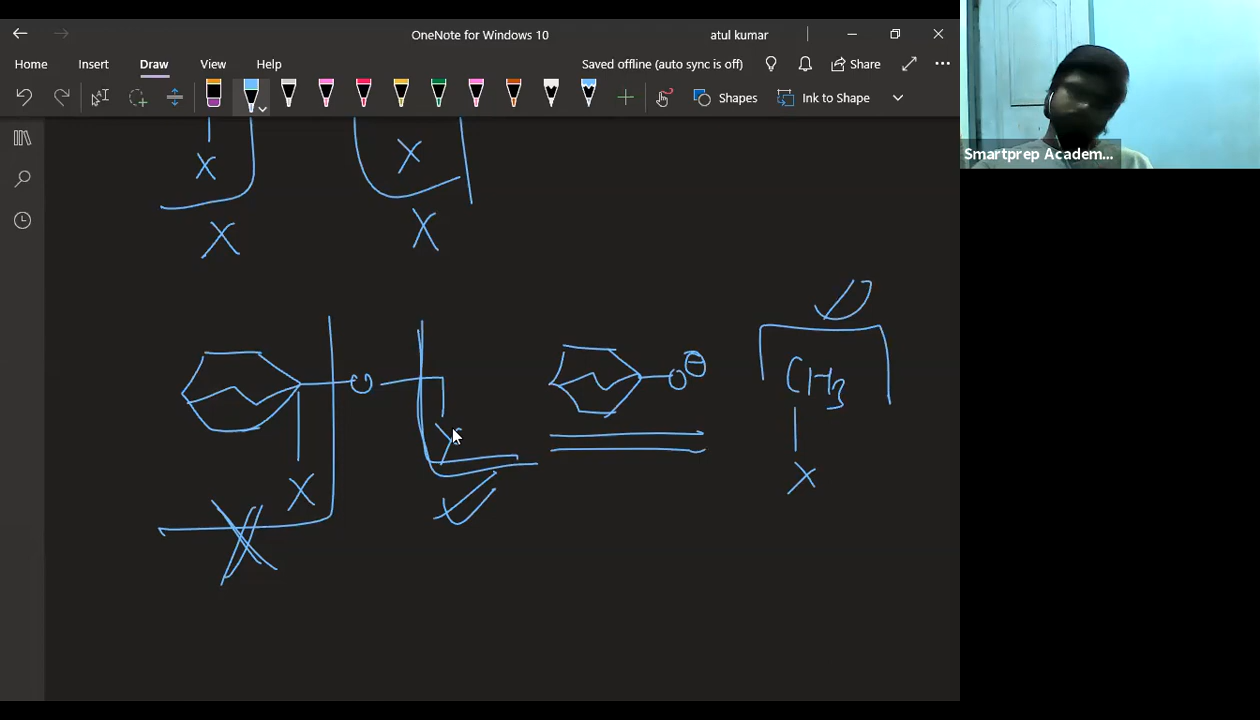 OneNote for Windows 10
atul kumar
Home Insert Draw View Help
Saved offline (auto sync is off)
Share
Shapes
Ink to Shape
Smartprep Academ...
X X
X X
O O⊖ CH3
X X X